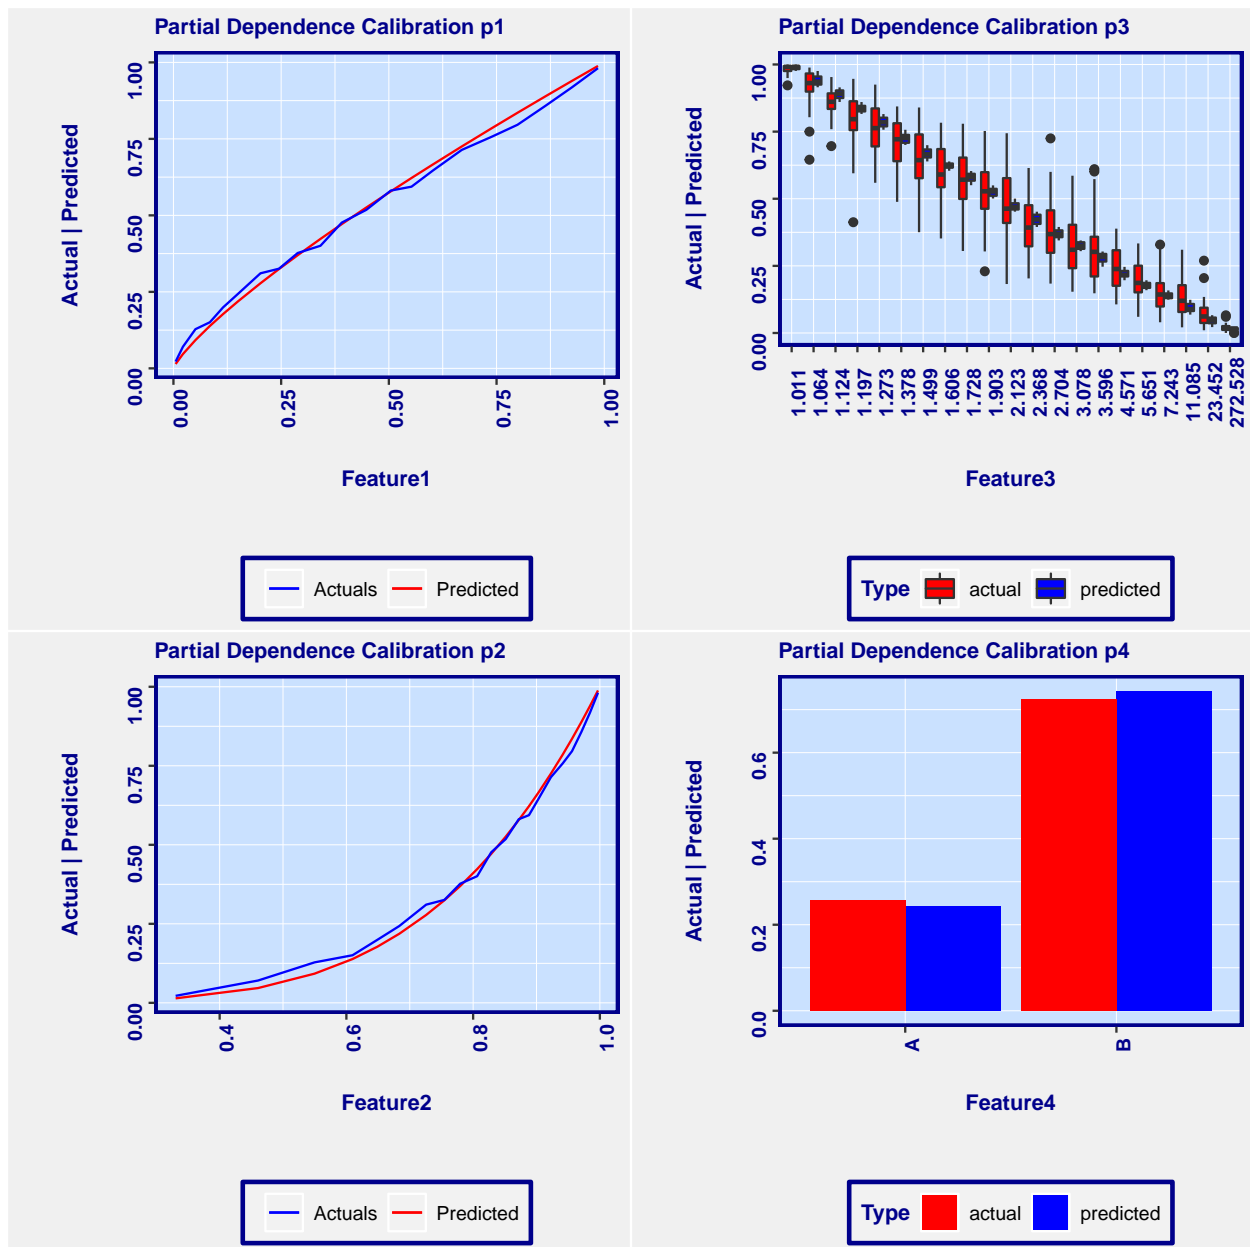 Partial Dependence Calibration p1
Actual | Predicted
1.00
0.75
0.50
0.25
0.00
0.00 0.25 0.50 0.75 1.00
Feature1
Actuals Predicted
Partial Dependence Calibration p3
Actual | Predicted
1.00
0.75
0.50
0.25
0.00
1.011 1.064 1.124 1.197 1.273 1.378 1.499 1.606 1.728 1.903 2.123 2.368 2.704 3.078 3.596 4.571 5.651 7.243 11.085 23.452 272.528
Feature3
Type actual predicted
Partial Dependence Calibration p2
Actual | Predicted
1.00
0.75
0.50
0.25
0.00
0.4 0.6 0.8 1.0
Feature2
Actuals Predicted
Partial Dependence Calibration p4
Actual | Predicted
0.6
0.4
0.2
0.0
A B
Feature4
Type actual predicted